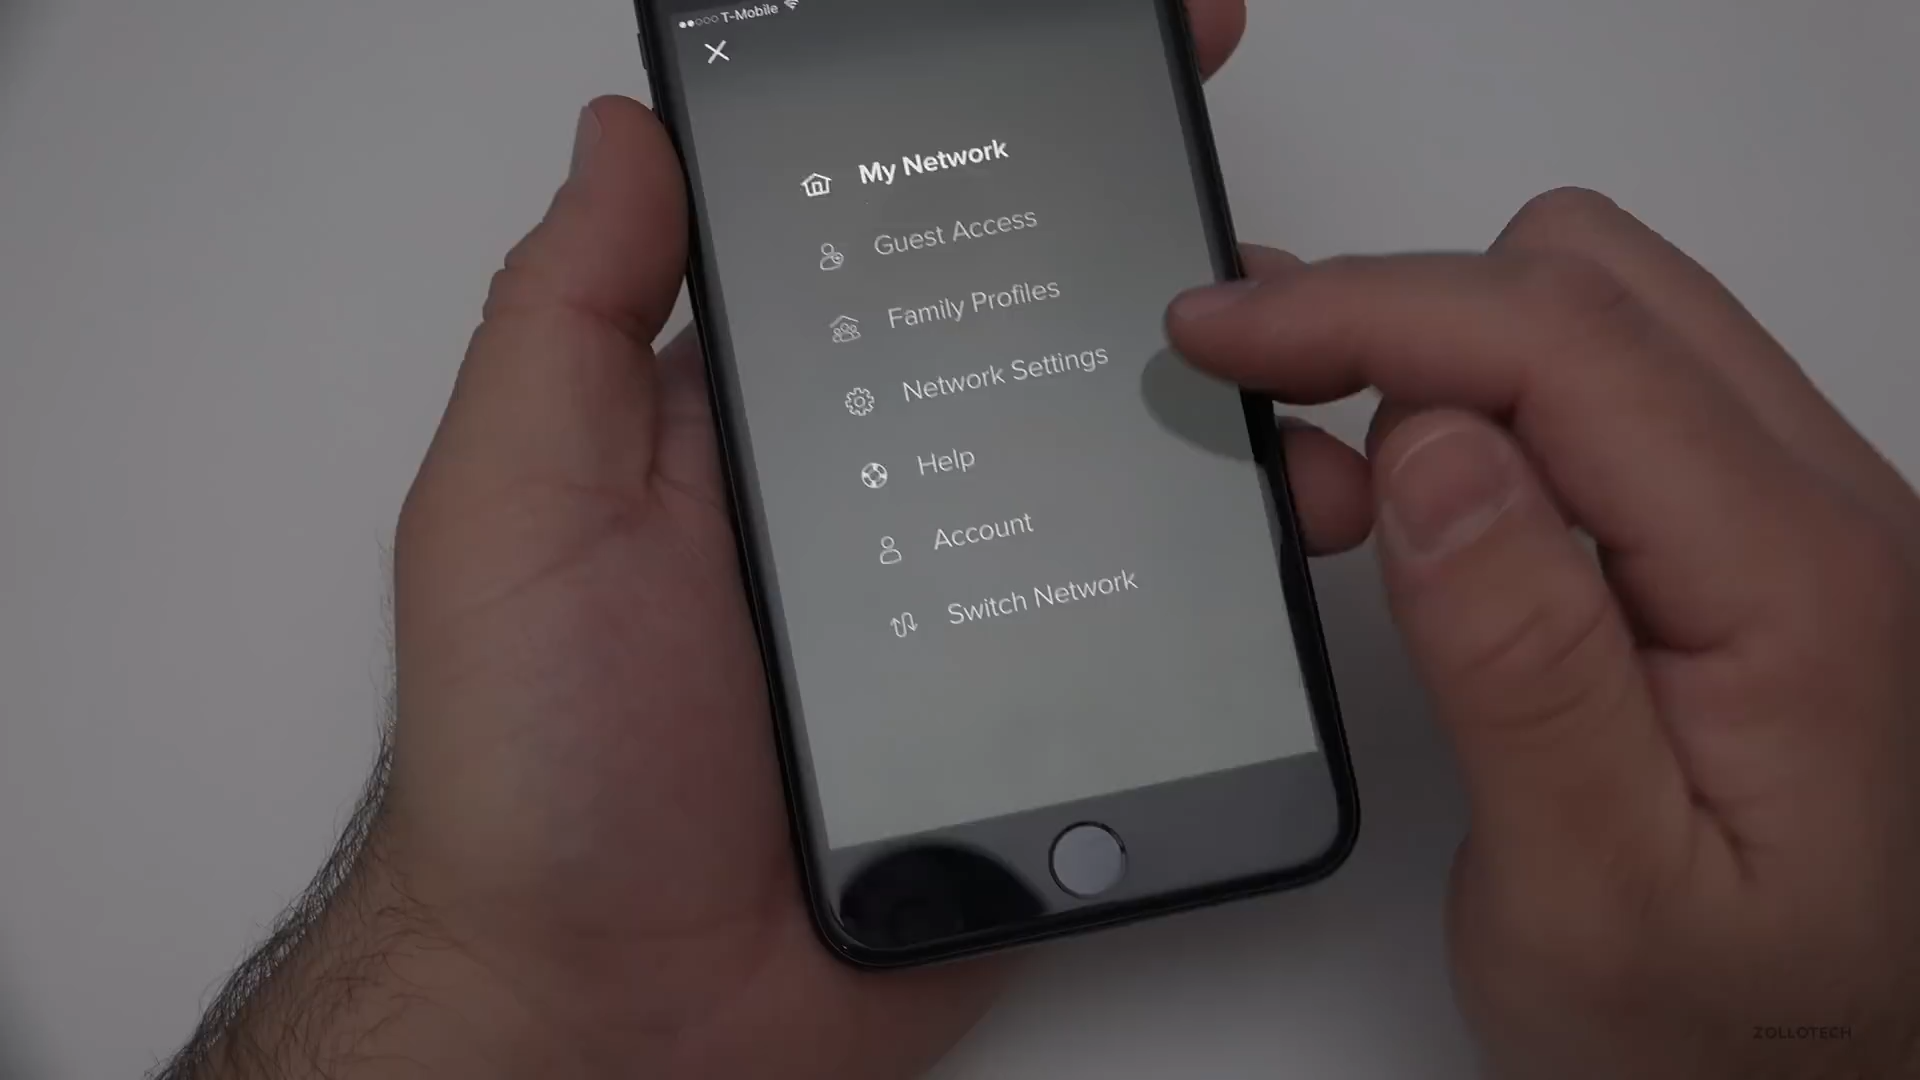 T-Mobile
My Network
Guest Access
Family Profiles
Network Settings
Help
Account
Switch Network
ZOLLOTECH